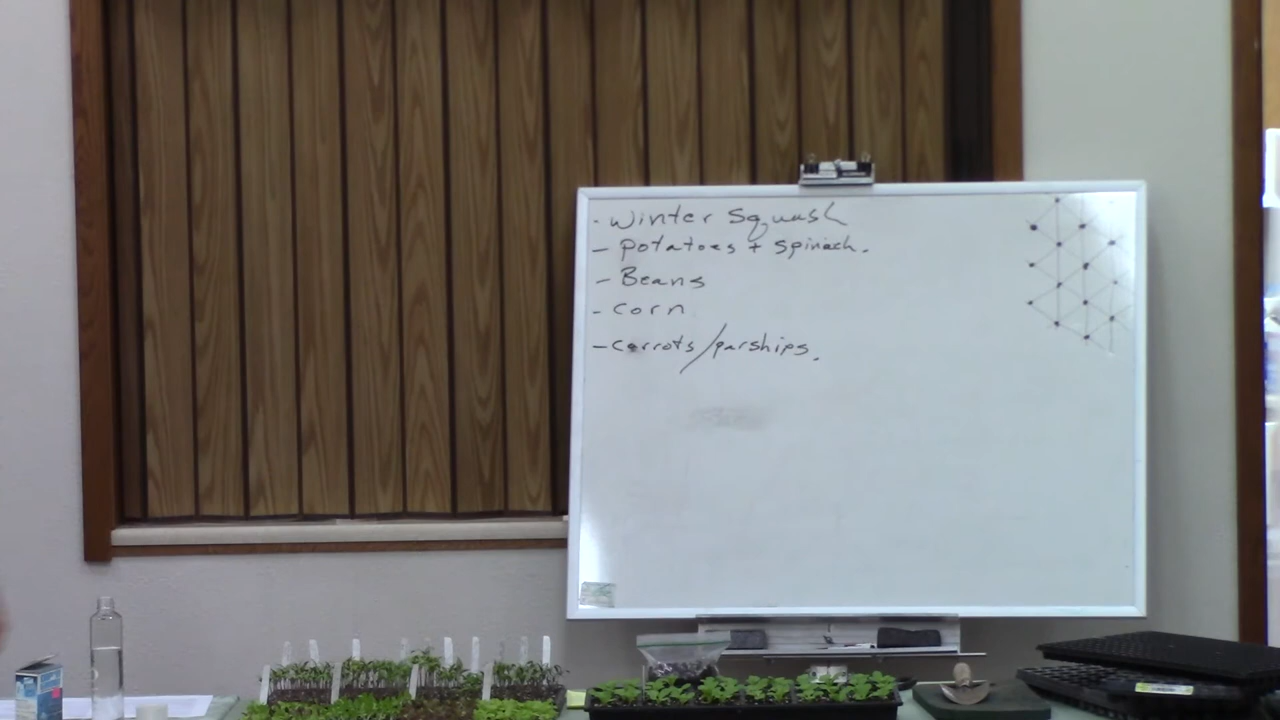 - Winter Squash
- Potatoes + Spinach.
- Beans
- Corn
- Carrots/parships.